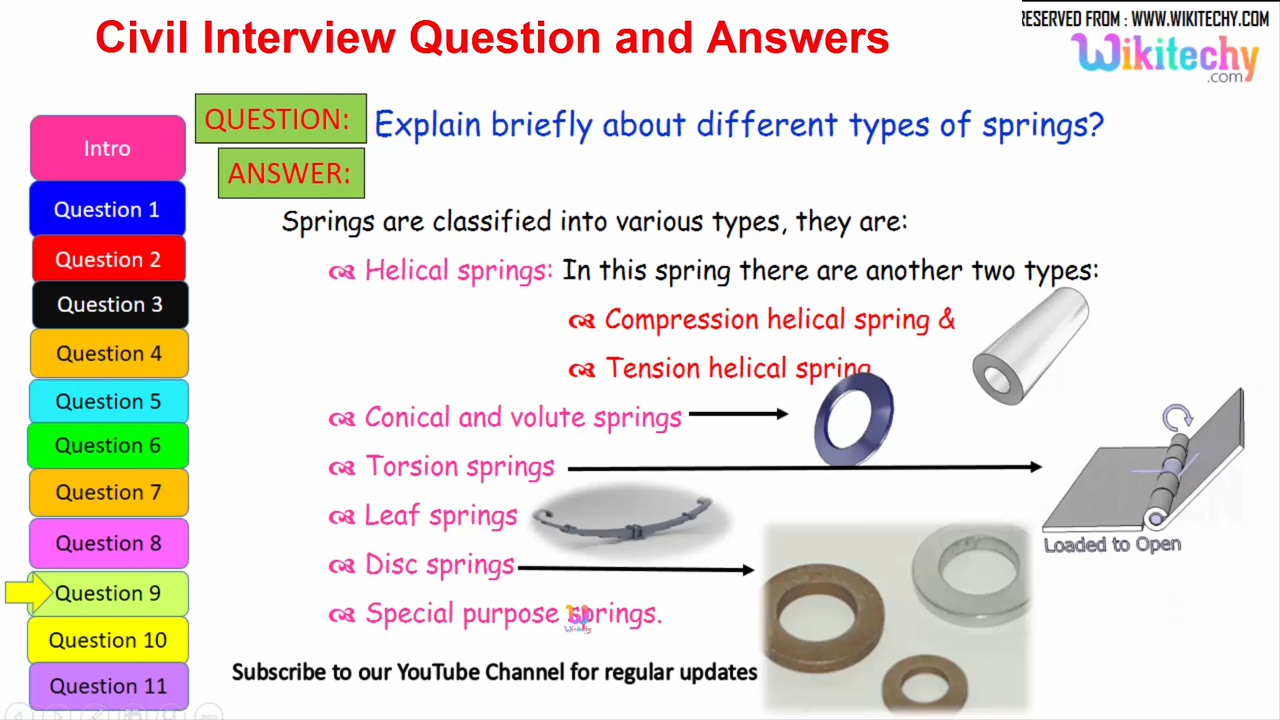 Civil Interview Question and Answers
RESERVED FROM : WWW.WIKITECHY.COM
Wikitechy
.com
QUESTION: Explain briefly about different types of springs?
ANSWER:
Springs are classified into various types, they are:
Helical springs: In this spring there are another two types:
Compression helical spring &
Tension helical spring
Conical and volute springs
Torsion springs
Leaf springs
Disc springs
Special purpose springs.
Loaded to Open
Wikitechy
Subscribe to our YouTube Channel for regular updates
Intro
Question 1
Question 2
Question 3
Question 4
Question 5
Question 6
Question 7
Question 8
Question 9
Question 10
Question 11